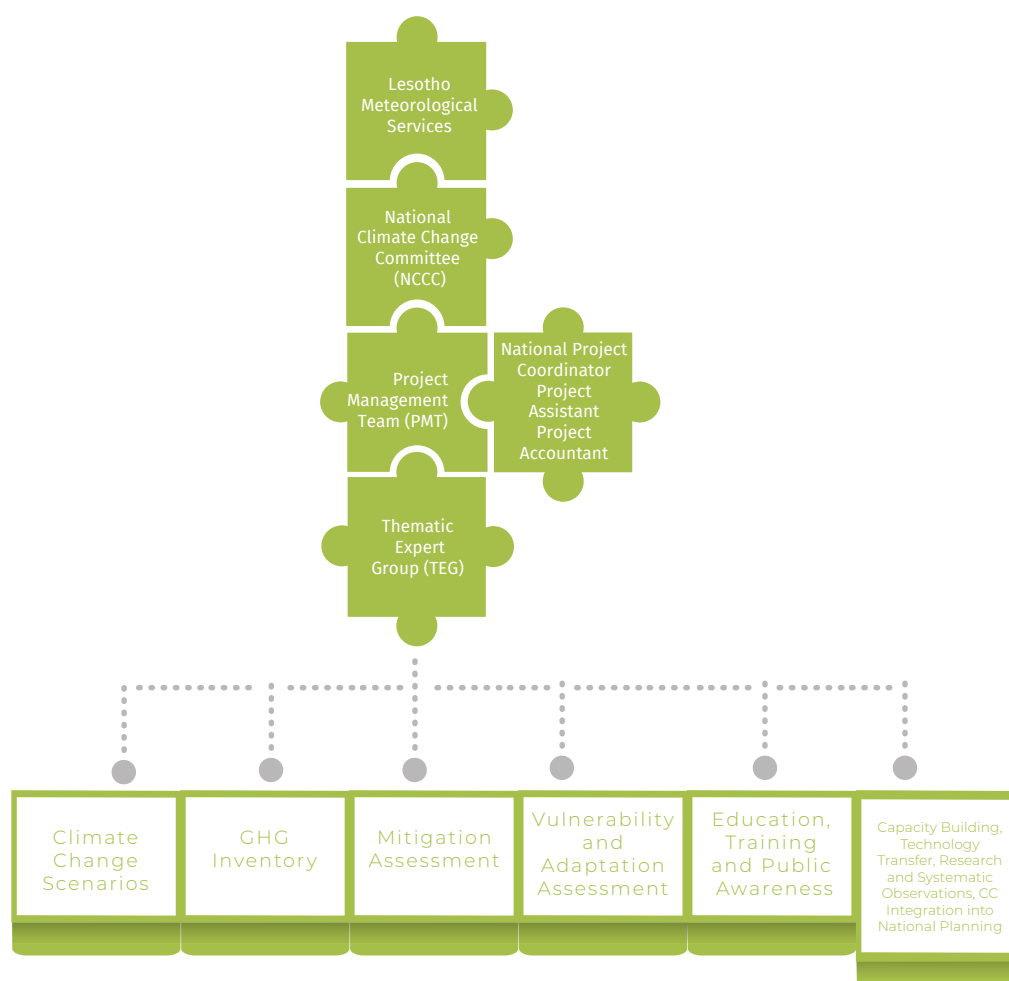 Lesotho
Meteorological
Services
National
Climate Change
Committee
(NCCC)
Project
Management
Team (PMT)
National Project
Coordinator
Project
Assistant
Project
Accountant
Thematic
Expert
Group (TEG)
Climate
Change
Scenarios
GHG
Inventory
Mitigation
Assessment
Vulnerability
and
Adaptation
Assessment
Education,
Training
and Public
Awareness
Capacity Building,
Technology
Transfer, Research
and Systematic
Observations, CC
Integration into
National Planning